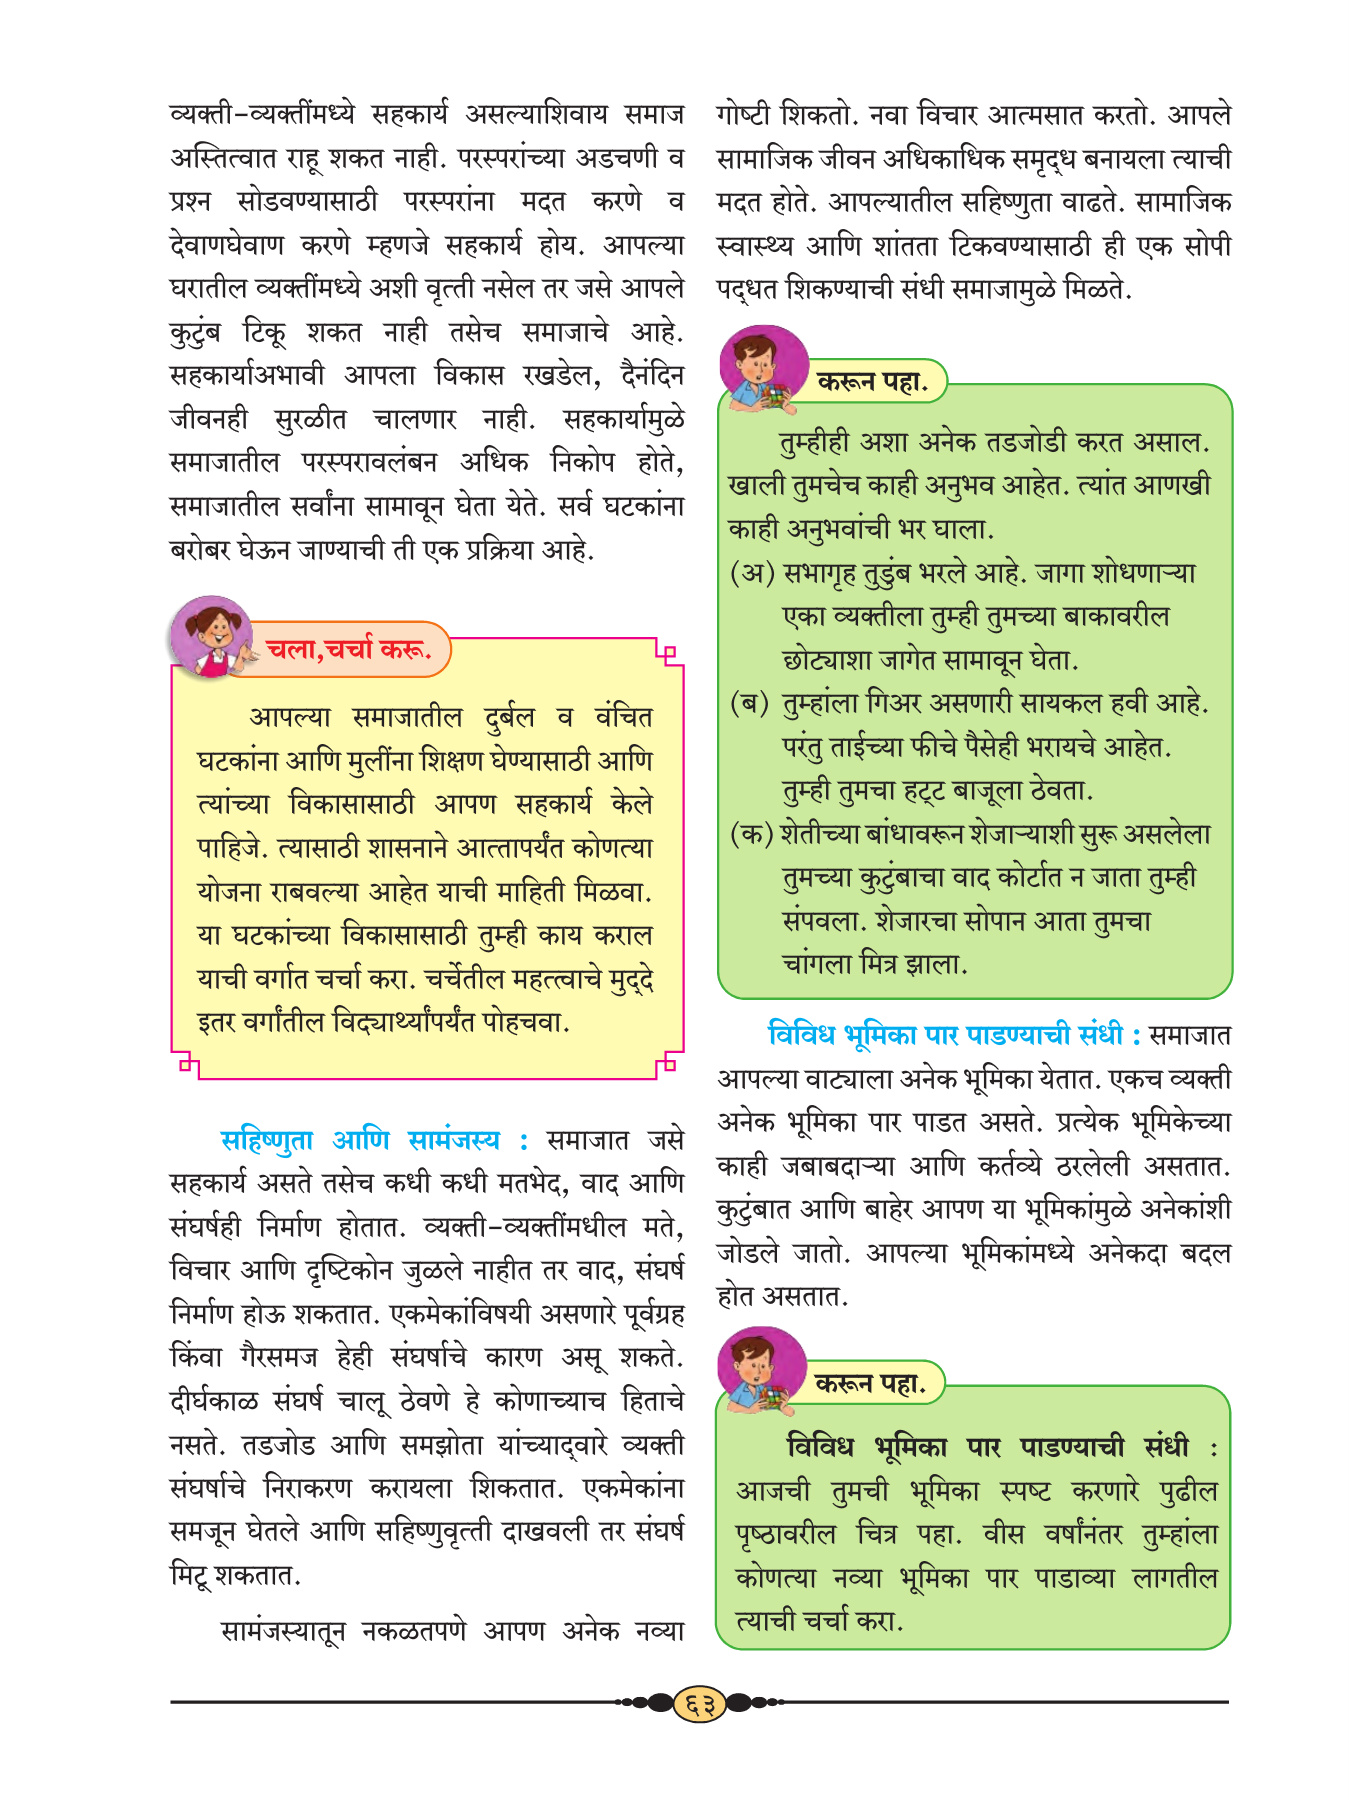 व्यक्ती-व्यक्तींमध्ये सहकार्य असल्याशिवाय समाज
अस्तित्वात राहू शकत नाही. परस्परांच्या अडचणी व
प्रश्न सोडवण्यासाठी परस्परांना मदत करणे व
देवाणघेवाण करणे म्हणजे सहकार्य होय. आपल्या
घरातील व्यक्तींमध्ये अशी वृत्ती नसेल तर जसे आपले
कुटुंब टिकू शकत नाही तसेच समाजाचे आहे.
सहकार्याअभावी आपला विकास रखडेल, दैनंदिन
जीवनही सुरळीत चालणार नाही. सहकार्यामुळे
समाजातील परस्परावलंबन अधिक निकोप होते,
समाजातील सर्वांना सामावून घेता येते. सर्व घटकांना
बरोबर घेऊन जाण्याची ती एक प्रक्रिया आहे.
चला,चर्चा करू.
आपल्या समाजातील दुर्बल व वंचित
घटकांना आणि मुलींना शिक्षण घेण्यासाठी आणि
त्यांच्या विकासासाठी आपण सहकार्य केले
पाहिजे. त्यासाठी शासनाने आत्तापर्यंत कोणत्या
योजना राबवल्या आहेत याची माहिती मिळवा.
या घटकांच्या विकासासाठी तुम्ही काय कराल
याची वर्गात चर्चा करा. चर्चेतील महत्त्वाचे मुद्‌दे
इतर वर्गांतील विद्यार्थ्यांपर्यंत पोहचवा.
सहिष्णुता आणि सामंजस्य : समाजात जसे
सहकार्य असते तसेच कधी कधी मतभेद, वाद आणि
संघर्षही निर्माण होतात. व्यक्ती-व्यक्तींमधील मते,
विचार आणि दृष्टिकोन जुळले नाहीत तर वाद, संघर्ष
निर्माण होऊ शकतात. एकमेकांविषयी असणारे पूर्वग्रह
किंवा गैरसमज हेही संघर्षाचे कारण असू शकते.
दीर्घकाळ संघर्ष चालू ठेवणे हे कोणाच्याच हिताचे
नसते. तडजोड आणि समझोता यांच्याद्‌वारे व्यक्ती
संघर्षाचे निराकरण करायला शिकतात. एकमेकांना
समजून घेतले आणि सहिष्णुवृत्ती दाखवली तर संघर्ष
मिटू शकतात.
सामंजस्यातून नकळतपणे आपण अनेक नव्या
गोष्टी शिकतो. नवा विचार आत्मसात करतो. आपले
सामाजिक जीवन अधिकाधिक समृद्‌ध बनायला त्याची
मदत होते. आपल्यातील सहिष्णुता वाढते. सामाजिक
स्वास्थ्य आणि शांतता टिकवण्यासाठी ही एक सोपी
पद्‌धत शिकण्याची संधी समाजामुळे मिळते.
करून पहा.
तुम्हीही अशा अनेक तडजोडी करत असाल.
खाली तुमचेच काही अनुभव आहेत. त्यांत आणखी
काही अनुभवांची भर घाला.
(अ) सभागृह तुडुंब भरले आहे. जागा शोधणाऱ्या
एका व्यक्तीला तुम्ही तुमच्या बाकावरील
छोट्याशा जागेत सामावून घेता.
(ब) तुम्हांला गिअर असणारी सायकल हवी आहे.
परंतु ताईच्या फीचे पैसेही भरायचे आहेत.
तुम्ही तुमचा हट्‌ट बाजूला ठेवता.
(क) शेतीच्या बांधावरून शेजाऱ्याशी सुरू असलेला
तुमच्या कुटुंबाचा वाद कोर्टात न जाता तुम्ही
संपवला. शेजारचा सोपान आता तुमचा
चांगला मित्र झाला.
विविध भूमिका पार पाडण्याची संधी : समाजात
आपल्या वाट्याला अनेक भूमिका येतात. एकच व्यक्ती
अनेक भूमिका पार पाडत असते. प्रत्येक भूमिकेच्या
काही जबाबदाऱ्या आणि कर्तव्ये ठरलेली असतात.
कुटुंबात आणि बाहेर आपण या भूमिकांमुळे अनेकांशी
जोडले जातो. आपल्या भूमिकांमध्ये अनेकदा बदल
होत असतात.
करून पहा.
विविध भूमिका पार पाडण्याची संधी :
आजची तुमची भूमिका स्पष्ट करणारे पुढील
पृष्ठावरील चित्र पहा. वीस वर्षांनंतर तुम्हांला
कोणत्या नव्या भूमिका पार पाडाव्या लागतील
त्याची चर्चा करा.
६३